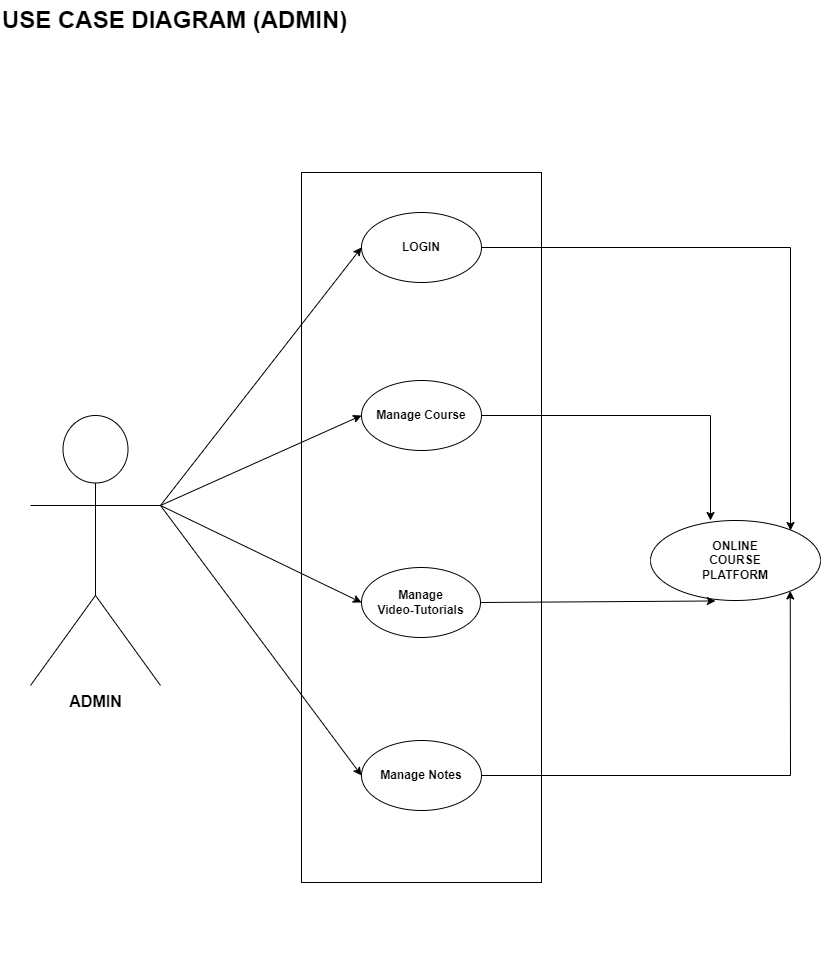 USE CASE DIAGRAM (ADMIN)
LOGIN
Manage Course
ONLINE
COURSE
PLATFORM
Manage
Video-Tutorials
ADMIN
Manage Notes